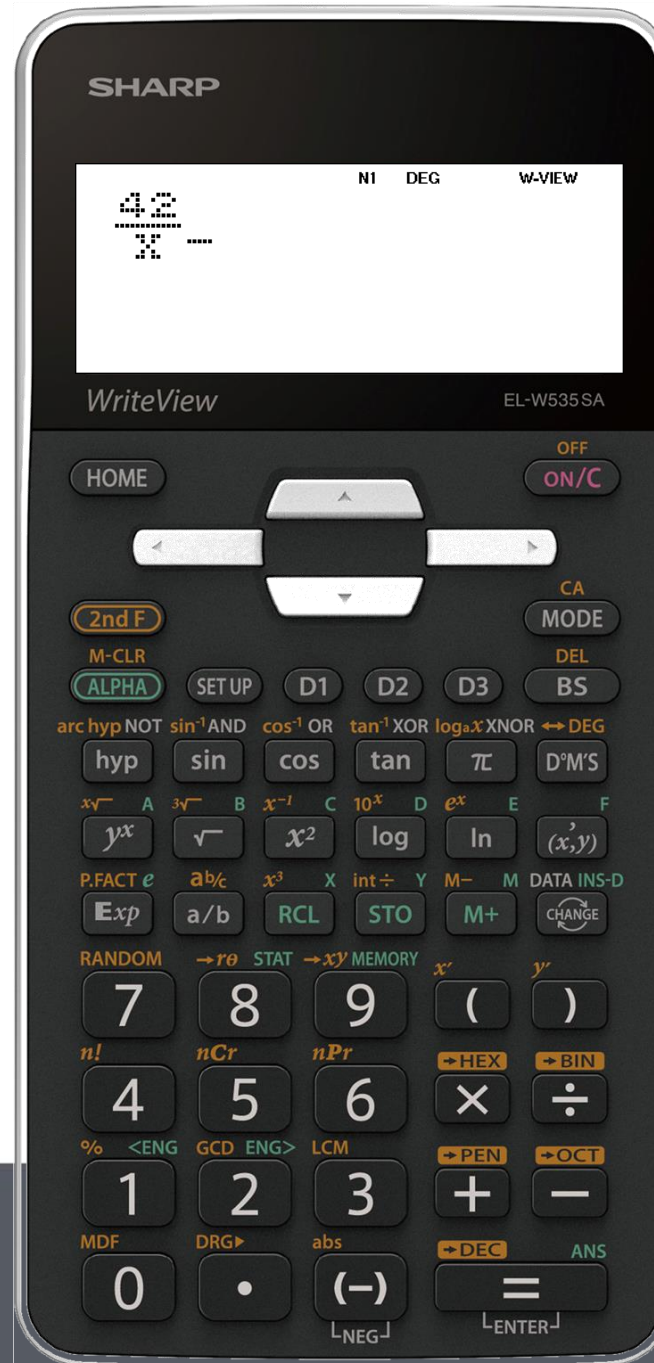 SHARP
N1 DEG W-VIEW
42
X –
WriteView EL-W535SA
OFF
HOME ON/C
CA
2nd F MODE
M-CLR DEL
ALPHA SET UP D1 D2 D3 BS
arc hyp NOT sin⁻¹ AND cos⁻¹ OR tan⁻¹ XOR logₐx XNOR ↔DEG
hyp sin cos tan π D°M'S
ˣ√ A ³√ B x⁻¹ C 10ˣ D eˣ E F
yˣ √ x² log ln (x,y)
P.FACT e ab/c x³ X int÷ Y M– M DATA INS-D
Exp a/b RCL STO M+ CHANGE
RANDOM →rθ STAT →xy MEMORY x′ y′
7 8 9 ( )
n! nCr nPr →HEX →BIN
4 5 6 × ÷
% <ENG GCD ENG> LCM →PEN →OCT
1 2 3 + −
MDF DRG▶ abs →DEC ANS
0 • (−) =
NEG ENTER